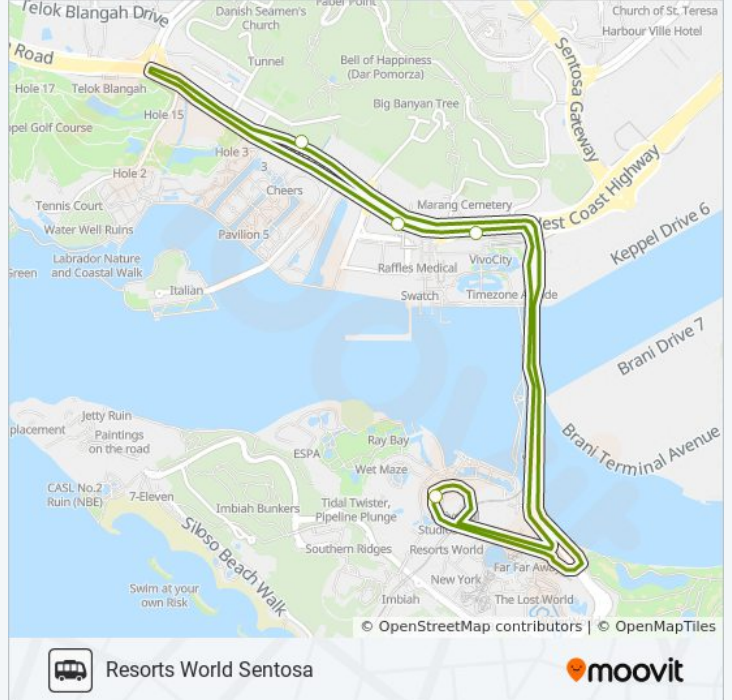 Telok Blangah Drive
Danish Seamen's
Church
Faber Point
Church of St. Teresa
Harbour Ville Hotel
Road
Tunnel
Bell of Happiness
(Dar Pomorza)
Sentosa Gateway
Hole 17
Telok Blangah
Big Banyan Tree
Hole 15
pel Golf Course
Hole 3
3
Hole 2
Cheers
Tennis Court
Marang Cemetery
West Coast Highway
Water Well Ruins
Pavilion 5
Keppel Drive 6
Labrador Nature
and Coastal Walk
Raffles Medical
VivoCity
Green
Italian
Swatch
Timezone
Brani Drive 7
Jetty Ruin
placement
Paintings
on the road
Ray Bay
ESPA
Wet Maze
Brani Terminal Avenue
CASL No.2
Ruin (NBE)
7-Eleven
Imbiah Bunkers
Tidal Twister,
Pipeline Plunge
Siloso Beach Walk
Southern Ridges
Resorts World
Far Far Away
New York
Swim at your
own Risk
Imbiah
The Lost World
© OpenStreetMap contributors | © OpenMapTiles
Resorts World Sentosa
moovit